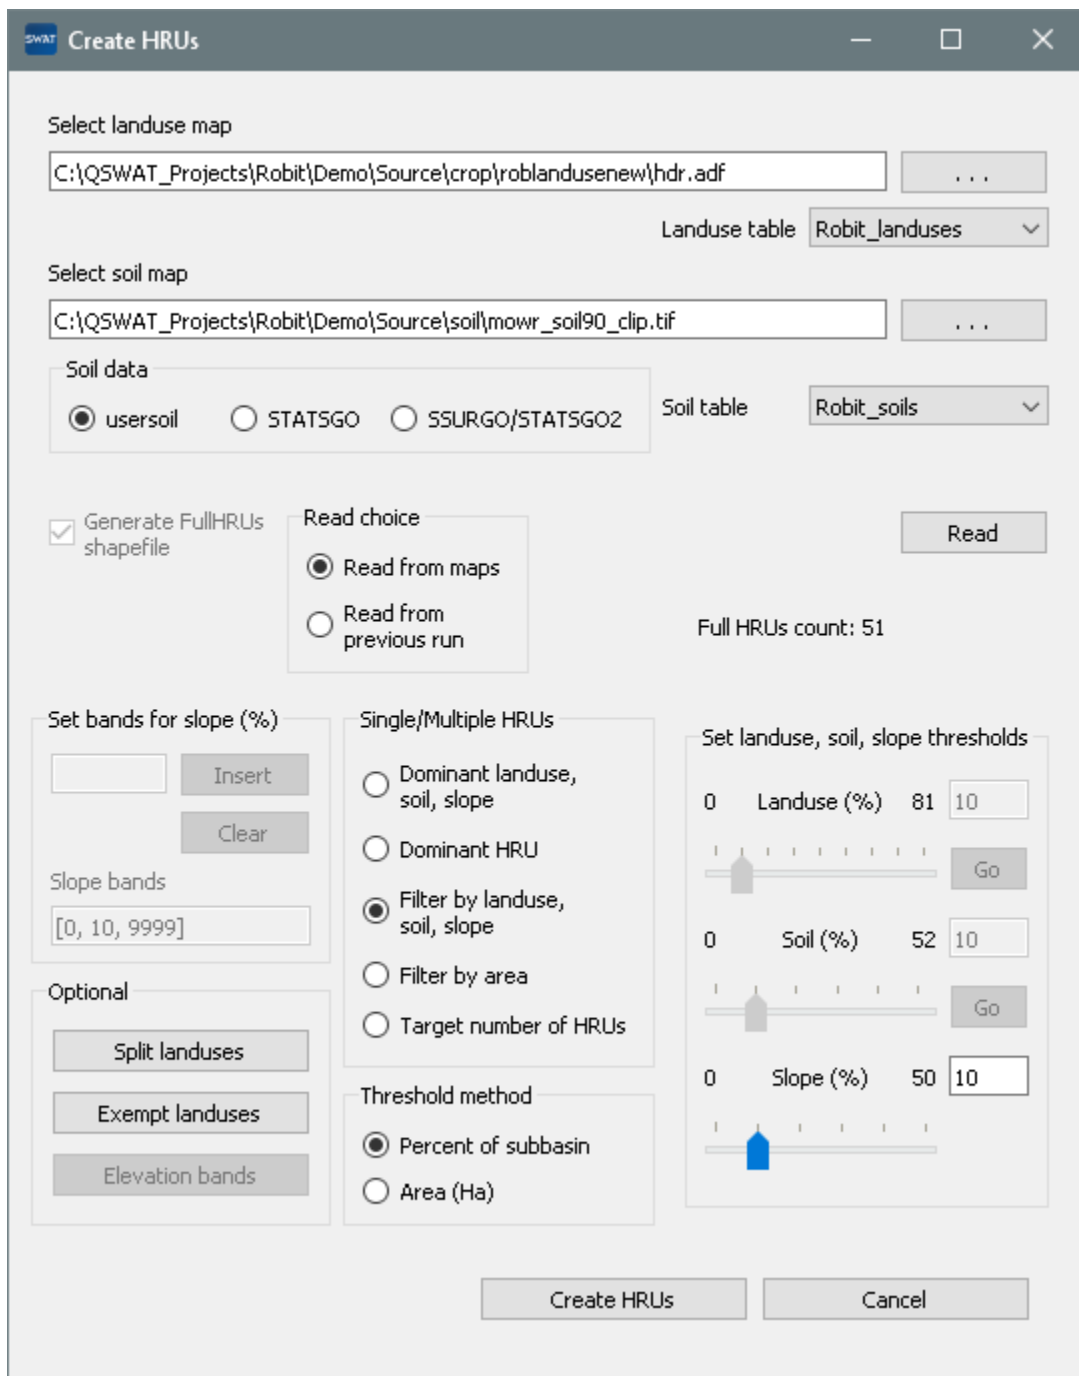 SWAT Create HRUs
Select landuse map
C:\QSWAT_Projects\Robit\Demo\Source\crop\roblandusenew\hdr.adf
. . .
Landuse table Robit_landuses
Select soil map
C:\QSWAT_Projects\Robit\Demo\Source\soil\mowr_soil90_clip.tif
. . .
Soil data
usersoil STATSGO SSURGO/STATSGO2
Soil table Robit_soils
Generate FullHRUs
shapefile
Read choice
Read from maps
Read from
previous run
Read
Full HRUs count: 51
Set bands for slope (%)
Insert
Clear
Slope bands
[0, 10, 9999]
Optional
Split landuses
Exempt landuses
Elevation bands
Single/Multiple HRUs
Dominant landuse,
soil, slope
Dominant HRU
Filter by landuse,
soil, slope
Filter by area
Target number of HRUs
Threshold method
Percent of subbasin
Area (Ha)
Set landuse, soil, slope thresholds
0 Landuse (%) 81 10
Go
0 Soil (%) 52 10
Go
0 Slope (%) 50 10
Create HRUs Cancel